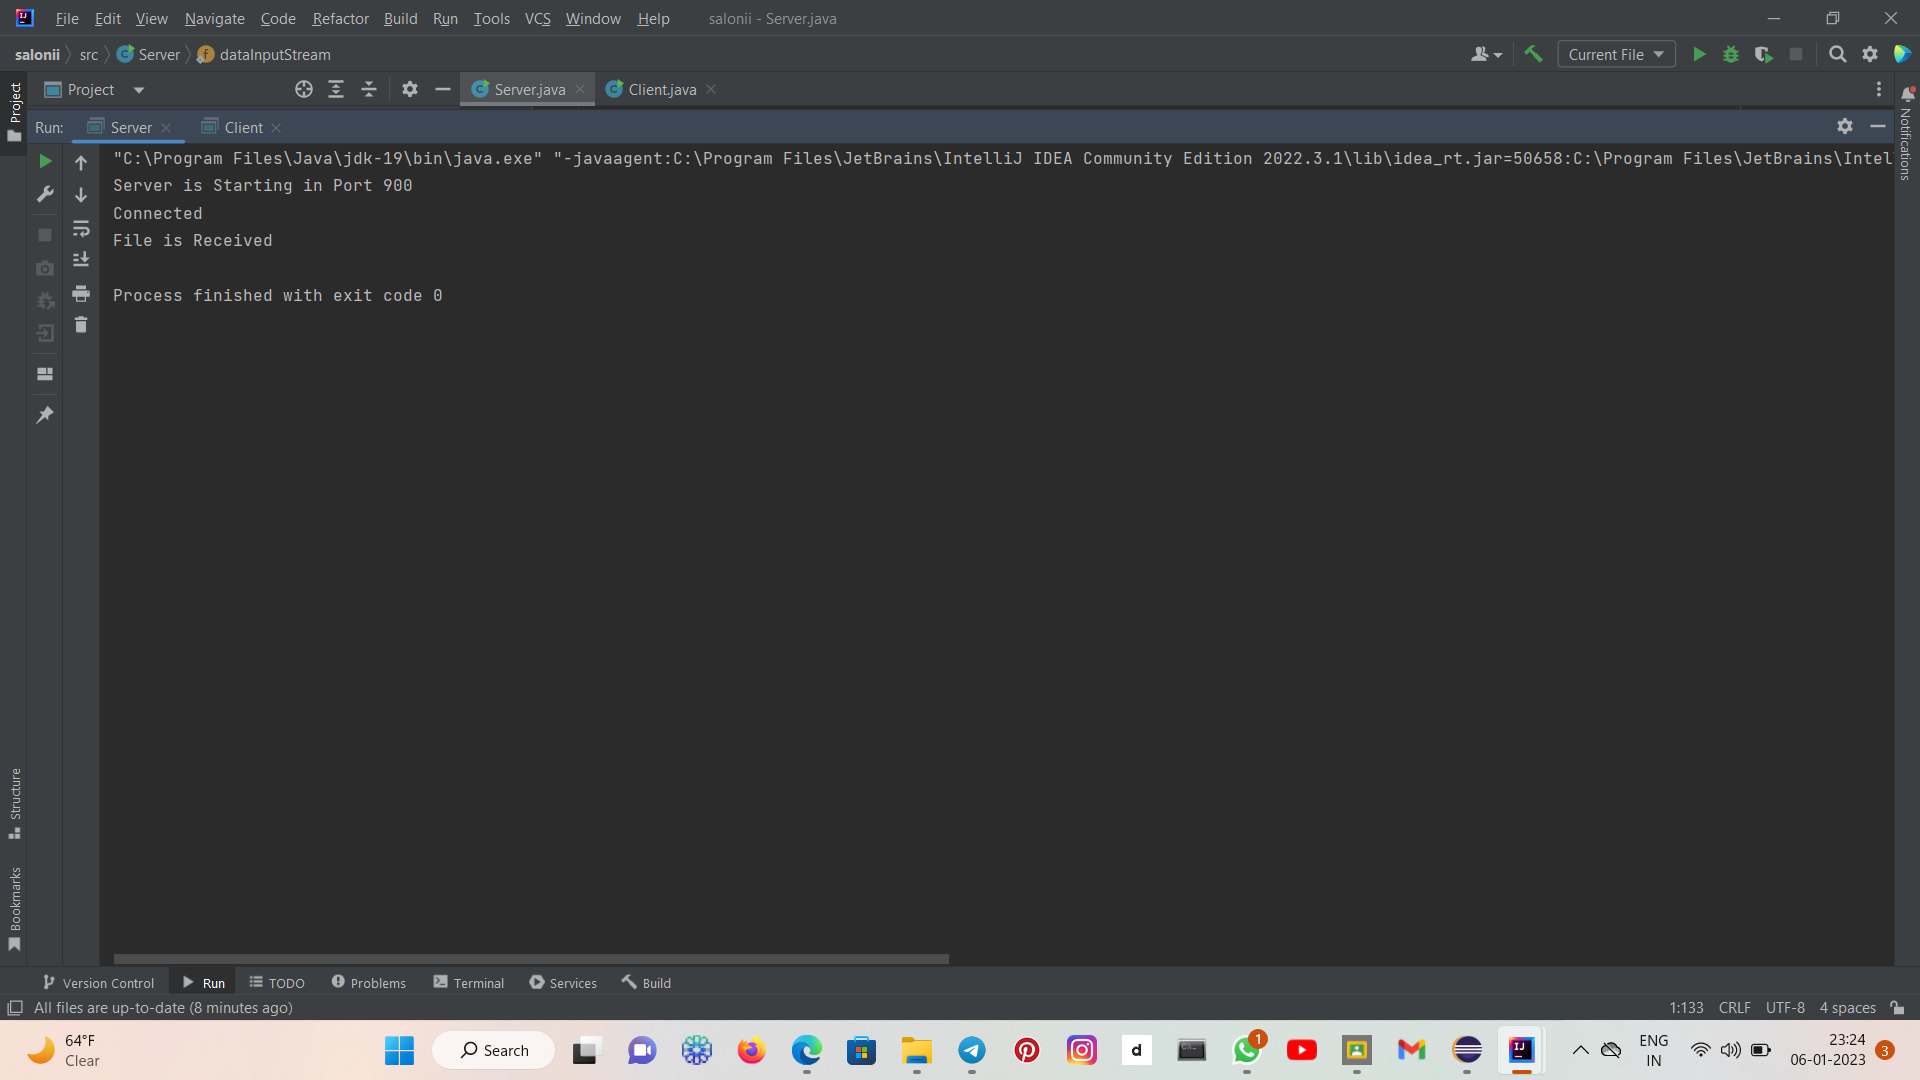 File Edit View Navigate Code Refactor Build Run Tools VCS Window Help salonii - Server.java
salonii src Server dataInputStream Current File
Project Server.java Client.java
Project
Run: Server Client
Notifications
"C:\Program Files\Java\jdk-19\bin\java.exe" "-javaagent:C:\Program Files\JetBrains\IntelliJ IDEA Community Edition 2022.3.1\lib\idea_rt.jar=50658:C:\Program Files\JetBrains\Intel
Server is Starting in Port 900
Connected
File is Received
Process finished with exit code 0
Structure
Bookmarks
Version Control Run TODO Problems Terminal Services Build
All files are up-to-date (8 minutes ago) 1:133 CRLF UTF-8 4 spaces
64°F
Clear
Search
d
1
ENG
IN
23:24
06-01-2023
3